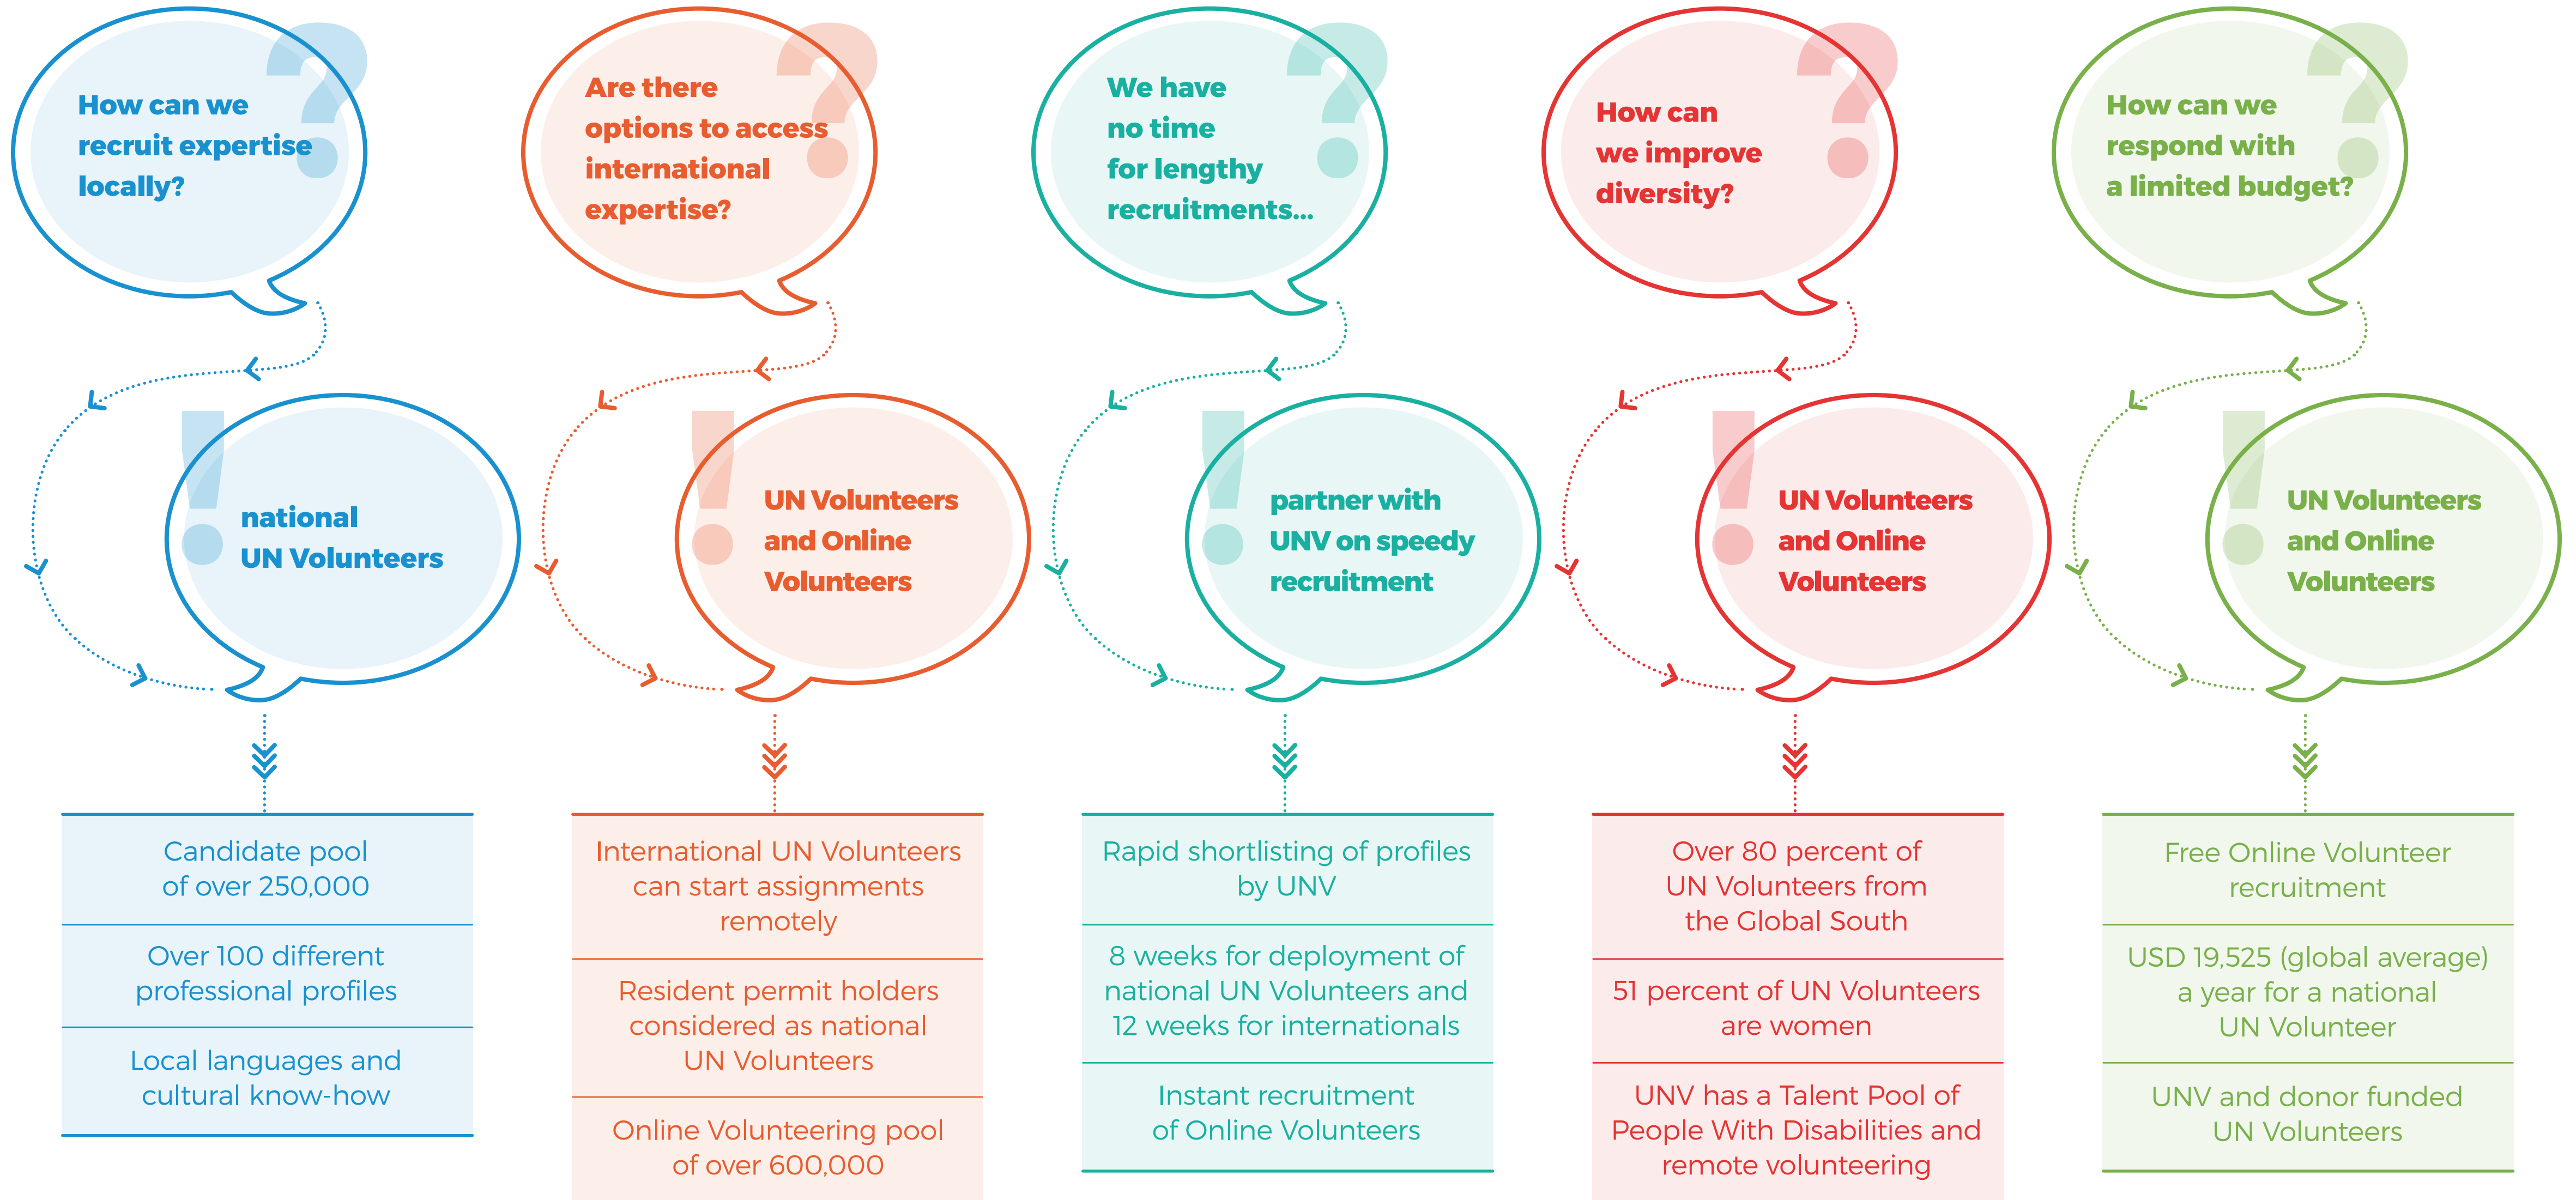 How can we
recruit expertise
locally?
national
UN Volunteers
Candidate pool
of over 250,000
Over 100 different
professional profiles
Local languages and
cultural know-how
Are there
options to access
international
expertise?
UN Volunteers
and Online
Volunteers
International UN Volunteers
can start assignments
remotely
Resident permit holders
considered as national
UN Volunteers
Online Volunteering pool
of over 600,000
We have
no time
for lengthy
recruitments...
partner with
UNV on speedy
recruitment
Rapid shortlisting of profiles
by UNV
8 weeks for deployment of
national UN Volunteers and
12 weeks for internationals
Instant recruitment
of Online Volunteers
How can
we improve
diversity?
UN Volunteers
and Online
Volunteers
Over 80 percent of
UN Volunteers from
the Global South
51 percent of UN Volunteers
are women
UNV has a Talent Pool of
People With Disabilities and
remote volunteering
How can we
respond with
a limited budget?
UN Volunteers
and Online
Volunteers
Free Online Volunteer
recruitment
USD 19,525 (global average)
a year for a national
UN Volunteer
UNV and donor funded
UN Volunteers